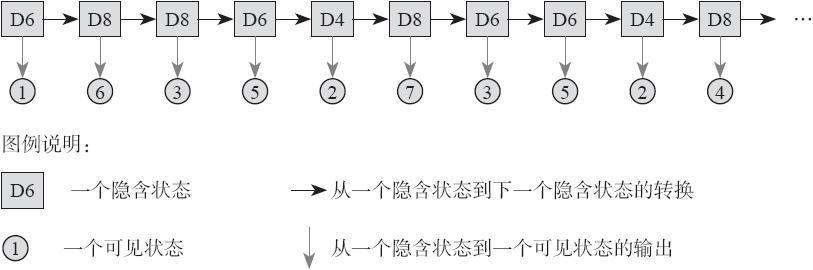 D6 D8 D8 D6 D4 D8 D6 D6 D4 D8 …
1 6 3 5 2 7 3 5 2 4
图例说明：
D6 一个隐含状态 从一个隐含状态到下一个隐含状态的转换
1 一个可见状态 从一个隐含状态到一个可见状态的输出